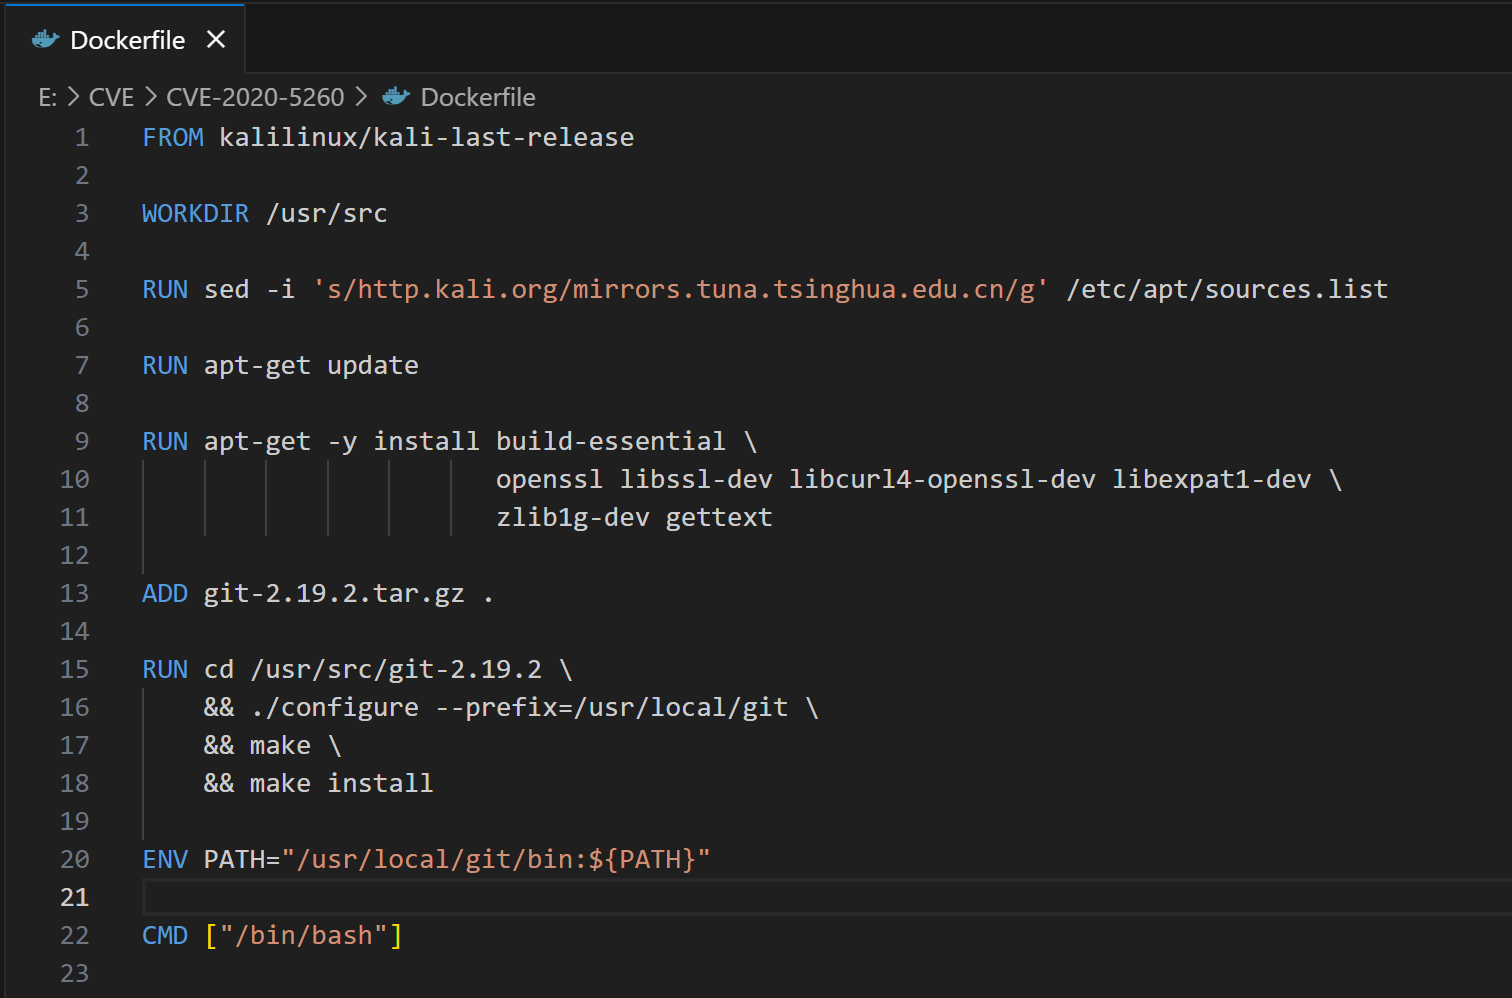 Dockerfile ×
E: > CVE > CVE-2020-5260 > Dockerfile
1 FROM kalilinux/kali-last-release
2
3 WORKDIR /usr/src
4
5 RUN sed -i 's/http.kali.org/mirrors.tuna.tsinghua.edu.cn/g' /etc/apt/sources.list
6
7 RUN apt-get update
8
9 RUN apt-get -y install build-essential \
10                        openssl libssl-dev libcurl4-openssl-dev libexpat1-dev \
11                        zlib1g-dev gettext
12
13 ADD git-2.19.2.tar.gz .
14
15 RUN cd /usr/src/git-2.19.2 \
16     && ./configure --prefix=/usr/local/git \
17     && make \
18     && make install
19
20 ENV PATH="/usr/local/git/bin:${PATH}"
21
22 CMD ["/bin/bash"]
23